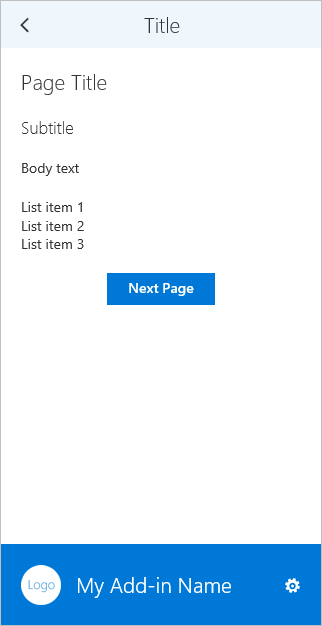 Title
Page Title
Subtitle
Body text
List item 1
List item 2
List item 3
Next Page
Logo
My Add-in Name